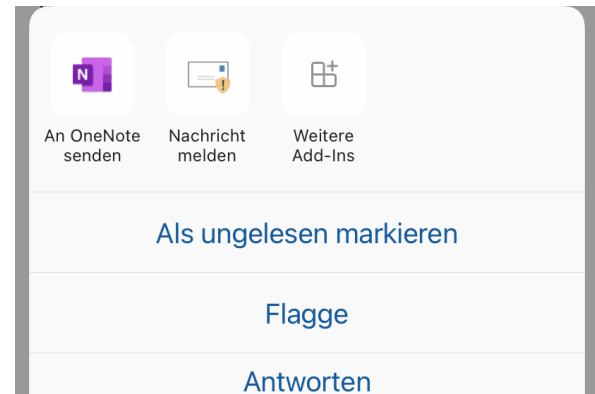 N
An OneNote
senden
Nachricht
melden
Weitere
Add-Ins
Als ungelesen markieren
Flagge
Antworten